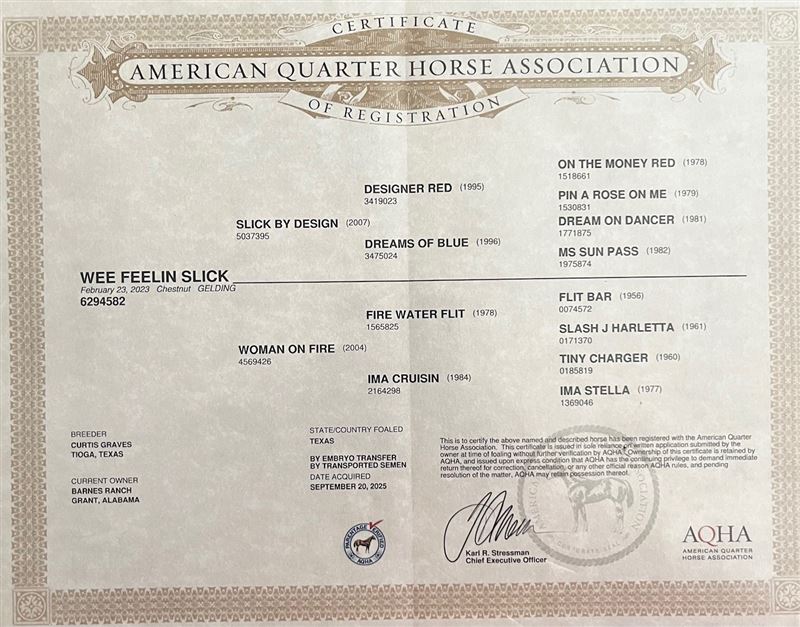 CERTIFICATE
AMERICAN QUARTER HORSE ASSOCIATION
OF REGISTRATION
ON THE MONEY RED (1978)
1518661
DESIGNER RED (1995)
3419023
PIN A ROSE ON ME (1979)
1530831
SLICK BY DESIGN (2007)
5037395
DREAM ON DANCER (1981)
1771875
DREAMS OF BLUE (1996)
3475024
MS SUN PASS (1982)
1975874
WEE FEELIN SLICK
February 23, 2023 Chestnut GELDING
6294582
FLIT BAR (1956)
0074572
FIRE WATER FLIT (1978)
1565825
SLASH J HARLETTA (1961)
0171370
WOMAN ON FIRE (2004)
4569426
TINY CHARGER (1960)
0185819
IMA CRUISIN (1984)
2164298
IMA STELLA (1977)
1369046
BREEDER
CURTIS GRAVES
TIOGA, TEXAS
CURRENT OWNER
BARNES RANCH
GRANT, ALABAMA
STATE/COUNTRY FOALED
TEXAS
BY EMBRYO TRANSFER
BY TRANSPORTED SEMEN
DATE ACQUIRED
SEPTEMBER 20, 2025
This is to certify the above named and described horse has been registered with the American Quarter
Horse Association. This certificate is issued in sole reliance on written application submitted by the
owner at time of foaling without further verification by AQHA. Ownership of this certificate is retained by
AQHA, and issued upon express condition that AQHA has the continuing privilege to demand immediate
return thereof for correction, cancellation, or any other official reason AQHA rules, and pending
resolution of the matter, AQHA may retain possession thereof.
PARENTAGE VERIFIED
AQHA
Karl R. Stressman
Chief Executive Officer
AQHA
AMERICAN QUARTER
HORSE ASSOCIATION